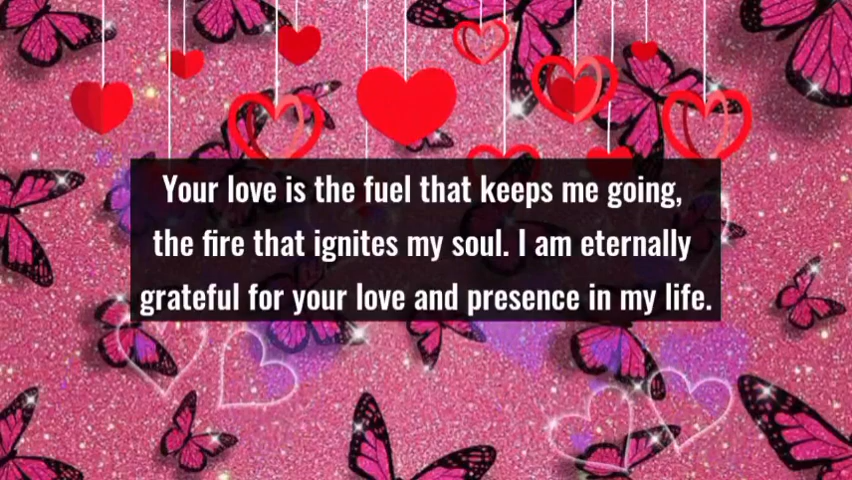 Your love is the fuel that keeps me going,
the fire that ignites my soul. I am eternally
grateful for your love and presence in my life.